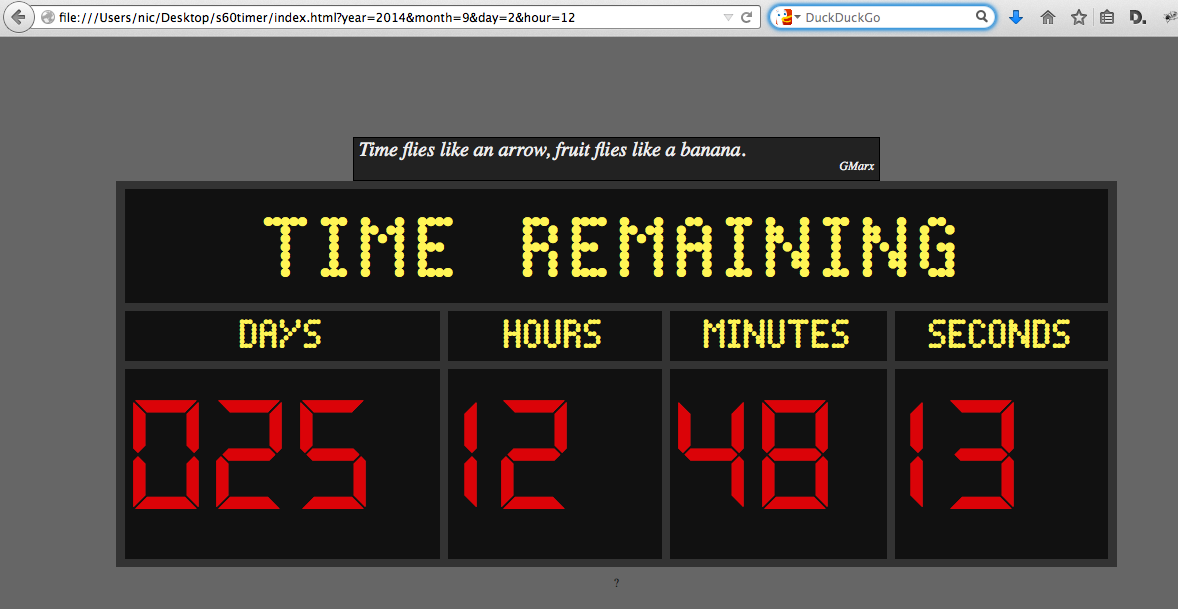 file:///Users/nic/Desktop/s60timer/index.html?year=2014&month=9&day=2&hour=12
DuckDuckGo
D.
Time flies like an arrow, fruit flies like a banana.
GMarx
TIME REMAINING
DAYS HOURS MINUTES SECONDS
025 12 48 13
?